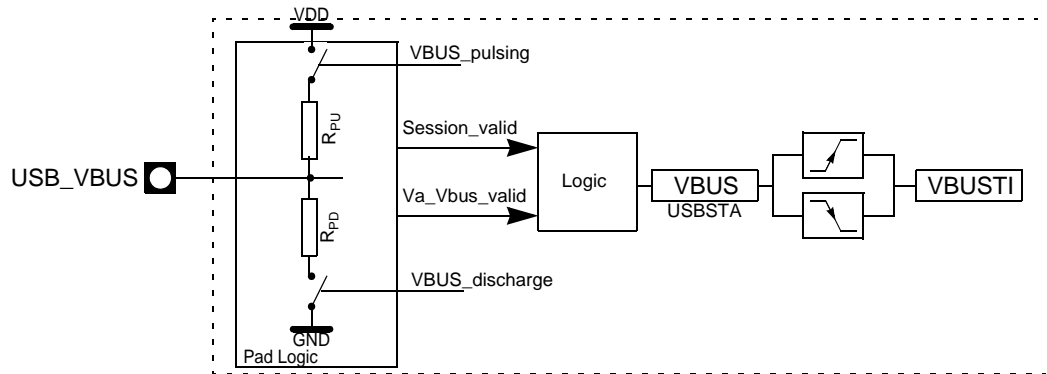 VDD
VBUS_pulsing
RPU
Session_valid
USB_VBUS
Logic
VBUS
VBUSTI
USBSTA
Va_Vbus_valid
RPD
VBUS_discharge
GND
Pad Logic